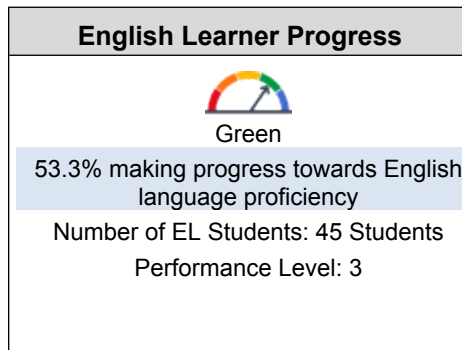 English Learner Progress
Green
53.3% making progress towards English
language proficiency
Number of EL Students: 45 Students
Performance Level: 3